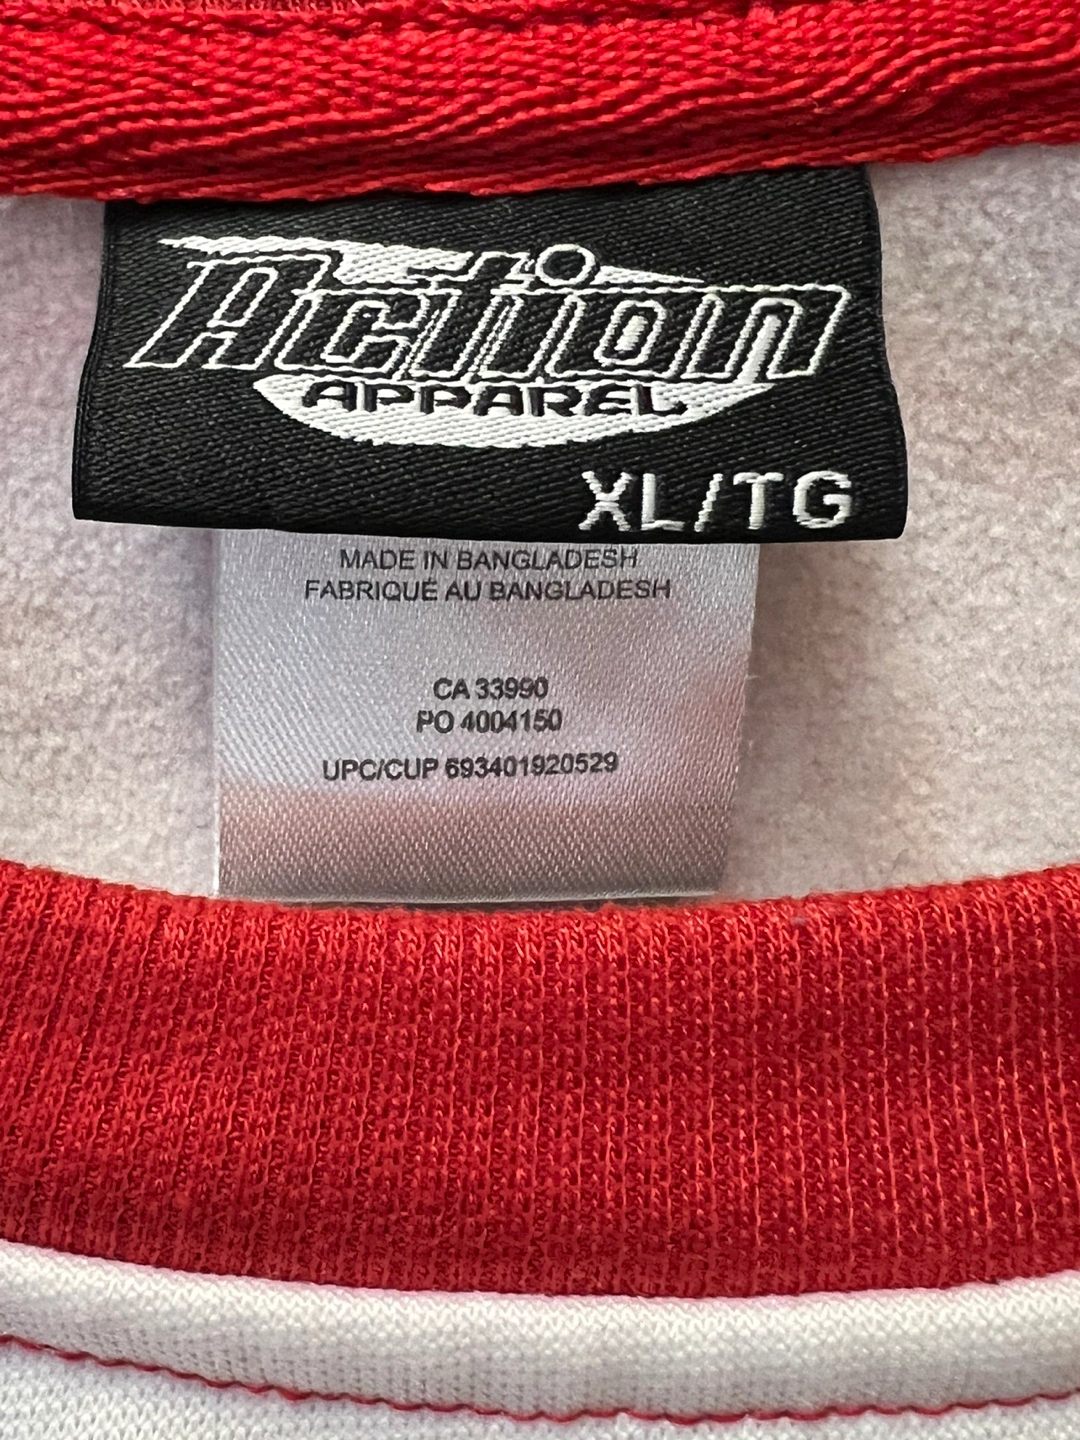 Action
APPAREL
XL/TG
MADE IN BANGLADESH
FABRIQUÉ AU BANGLADESH
CA 33990
PO 4004150
UPC/CUP 693401920529